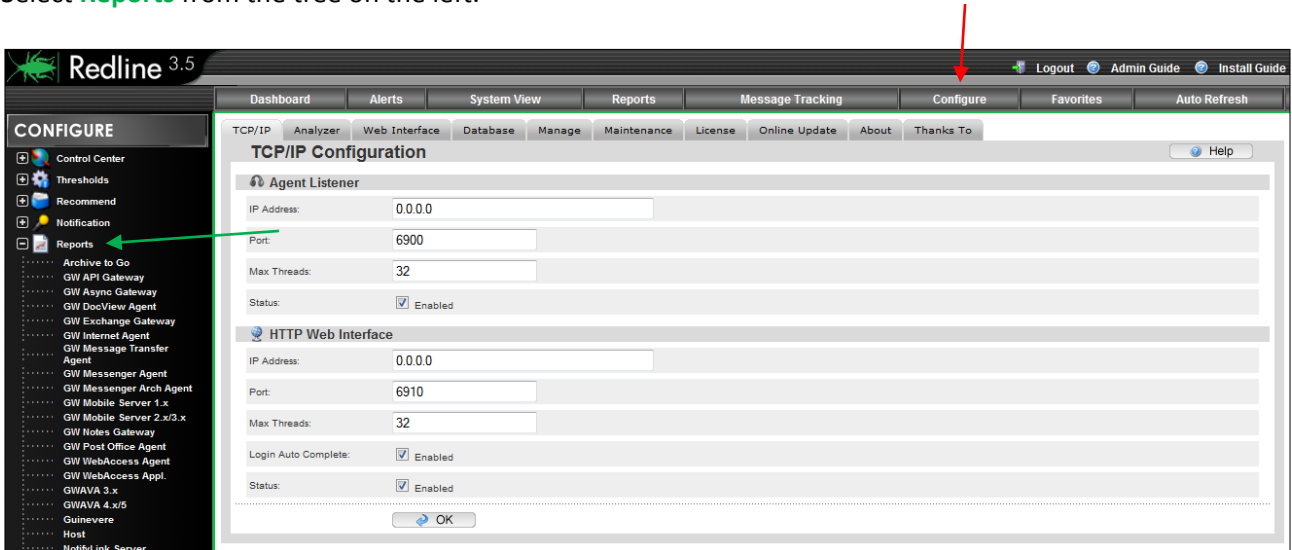 Select Reports from the tree on the left.
Redline 3.5
Logout Admin Guide Install Guide
Dashboard Alerts System View Reports Message Tracking Configure Favorites Auto Refresh
CONFIGURE
Control Center
Thresholds
Recommend
Notification
Reports
Archive to Go
GW API Gateway
GW Async Gateway
GW DocView Agent
GW Exchange Gateway
GW Internet Agent
GW Message Transfer
Agent
GW Messenger Agent
GW Messenger Arch Agent
GW Mobile Server 1.x
GW Mobile Server 2.x/3.x
GW Notes Gateway
GW Post Office Agent
GW WebAccess Agent
GW WebAccess Appl.
GWAVA 3.x
GWAVA 4.x/5
Guinevere
Host
NotifyLink Server
TCP/IP Analyzer Web Interface Database Manage Maintenance License Online Update About Thanks To
TCP/IP Configuration
Help
Agent Listener
IP Address: 0.0.0.0
Port: 6900
Max Threads: 32
Status: Enabled
HTTP Web Interface
IP Address: 0.0.0.0
Port: 6910
Max Threads: 32
Login Auto Complete: Enabled
Status: Enabled
OK